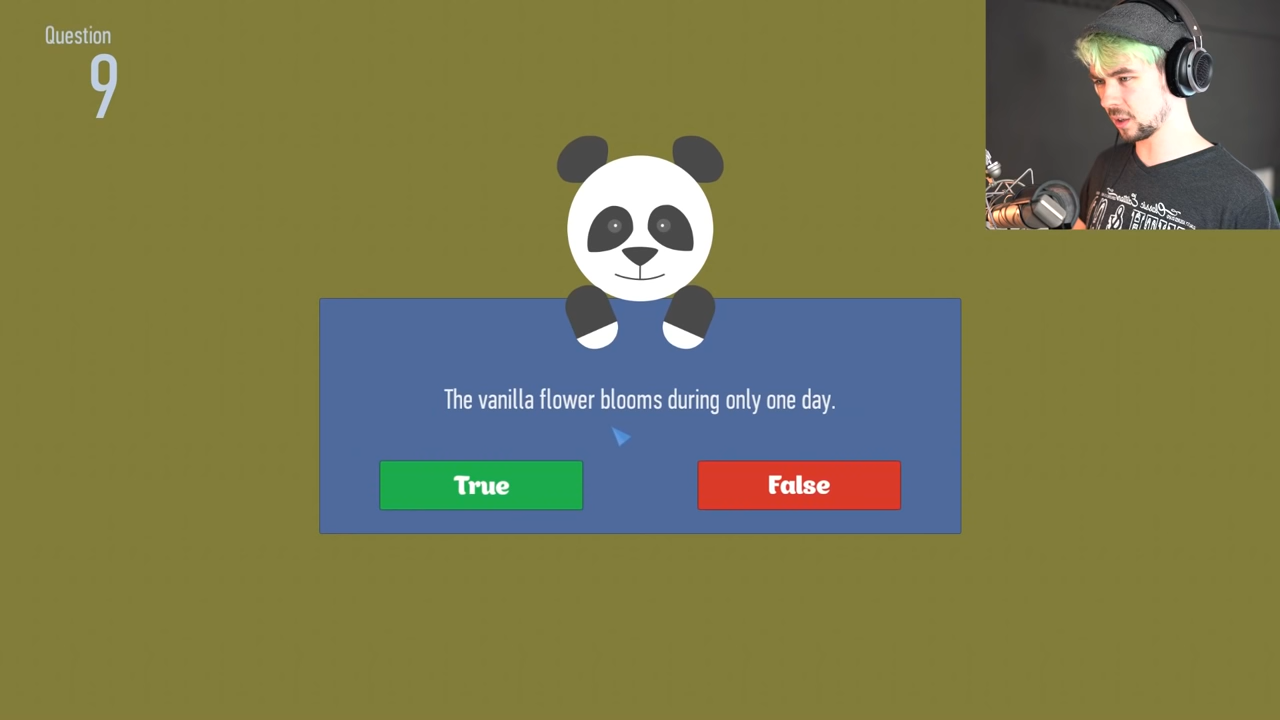 Question
9
The vanilla flower blooms during only one day.
True
False